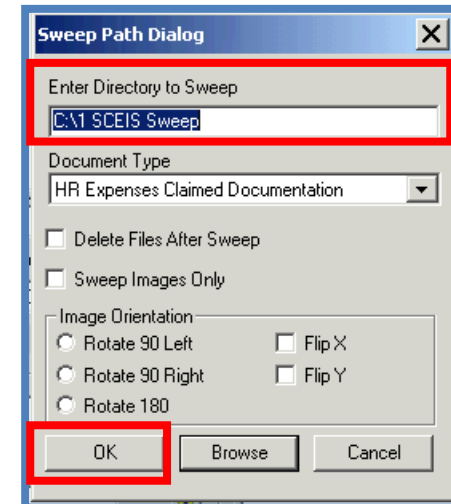 Sweep Path Dialog
Enter Directory to Sweep
C:\1 SCEIS Sweep
Document Type
HR Expenses Claimed Documentation
Delete Files After Sweep
Sweep Images Only
Image Orientation
Rotate 90 Left Flip X
Rotate 90 Right Flip Y
Rotate 180
OK Browse Cancel